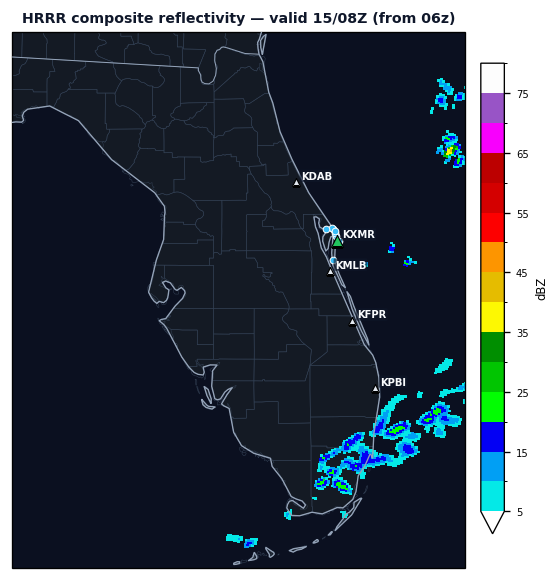 HRRR composite reflectivity — valid 15/08Z (from 06z)
KDAB
KXMR
KMLB
KFPR
KPBI
75
65
55
45
35
25
15
5
dBZ